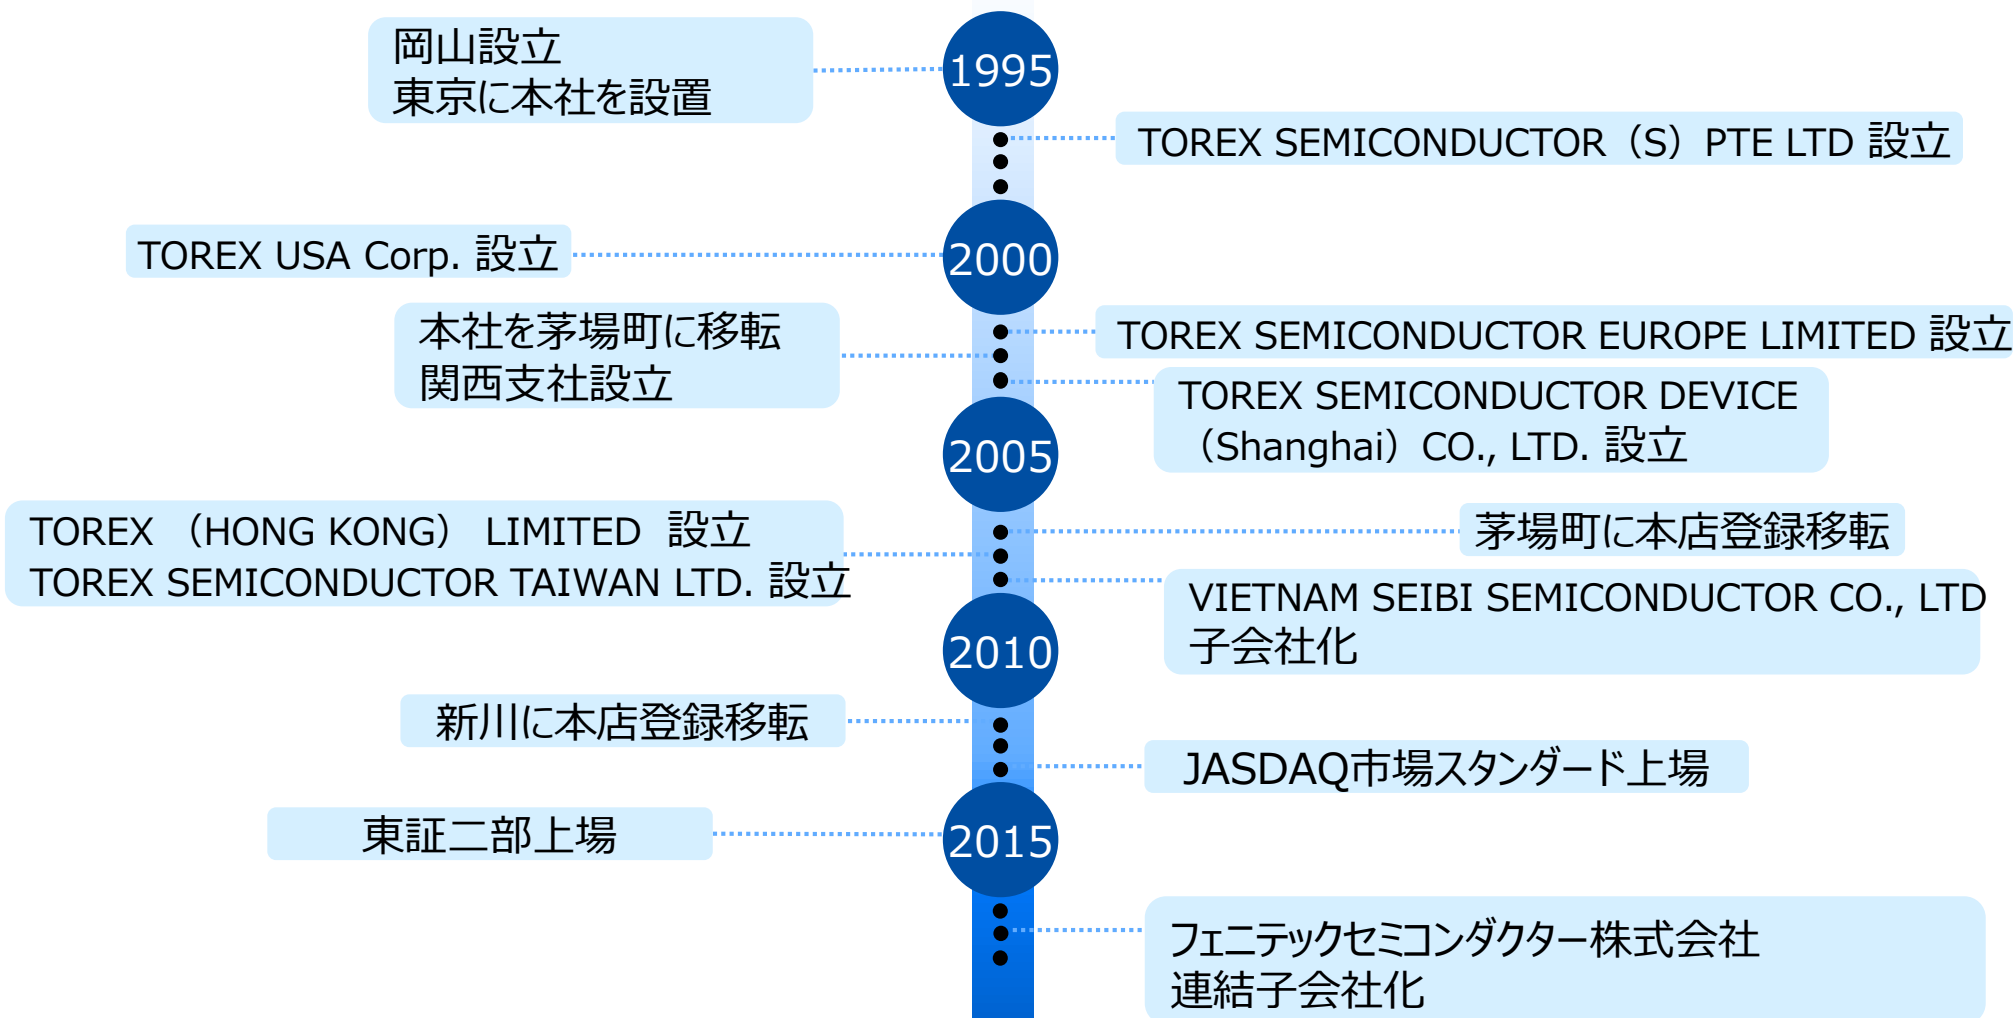 岡山設立
東京に本社を設置
1995
TOREX SEMICONDUCTOR（S）PTE LTD 設立
TOREX USA Corp. 設立
2000
本社を茅場町に移転
関西支社設立
TOREX SEMICONDUCTOR EUROPE LIMITED 設立
TOREX SEMICONDUCTOR DEVICE
（Shanghai）CO., LTD. 設立
2005
TOREX （HONG KONG） LIMITED 設立
TOREX SEMICONDUCTOR TAIWAN LTD. 設立
茅場町に本店登録移転
VIETNAM SEIBI SEMICONDUCTOR CO., LTD
子会社化
2010
新川に本店登録移転
JASDAQ市場スタンダード上場
東証二部上場
2015
フェニテックセミコンダクター株式会社
連結子会社化